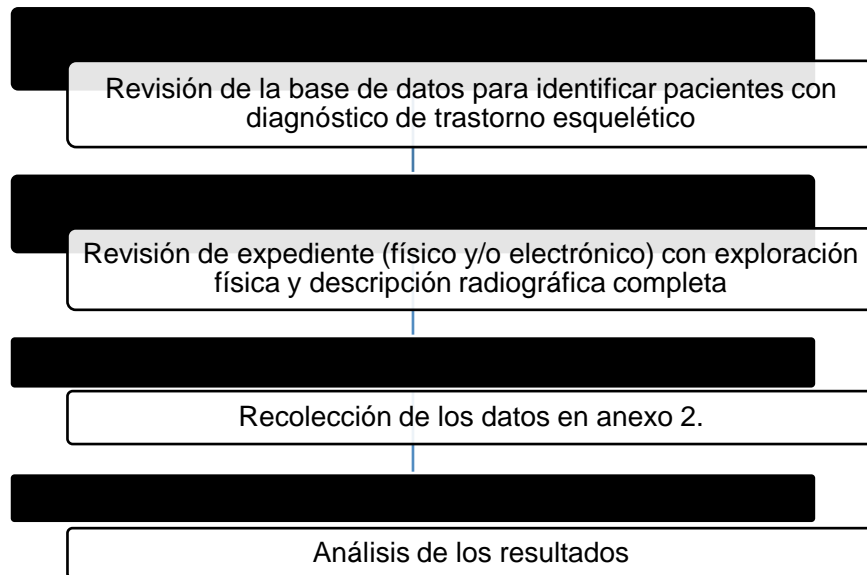 Revisión de la base de datos para identificar pacientes con
diagnóstico de trastorno esquelético
Revisión de expediente (físico y/o electrónico) con exploración
física y descripción radiográfica completa
Recolección de los datos en anexo 2.
Análisis de los resultados